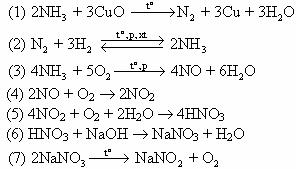 (1) 2NH₃ + 3CuO —t°→ N₂ + 3Cu + 3H₂O
(2) N₂ + 3H₂ ⇌(t°,p,xt) 2NH₃
(3) 4NH₃ + 5O₂ —t°,p→ 4NO + 6H₂O
(4) 2NO + O₂ → 2NO₂
(5) 4NO₂ + O₂ + 2H₂O → 4HNO₃
(6) HNO₃ + NaOH → NaNO₃ + H₂O
(7) 2NaNO₃ —t°→ NaNO₂ + O₂